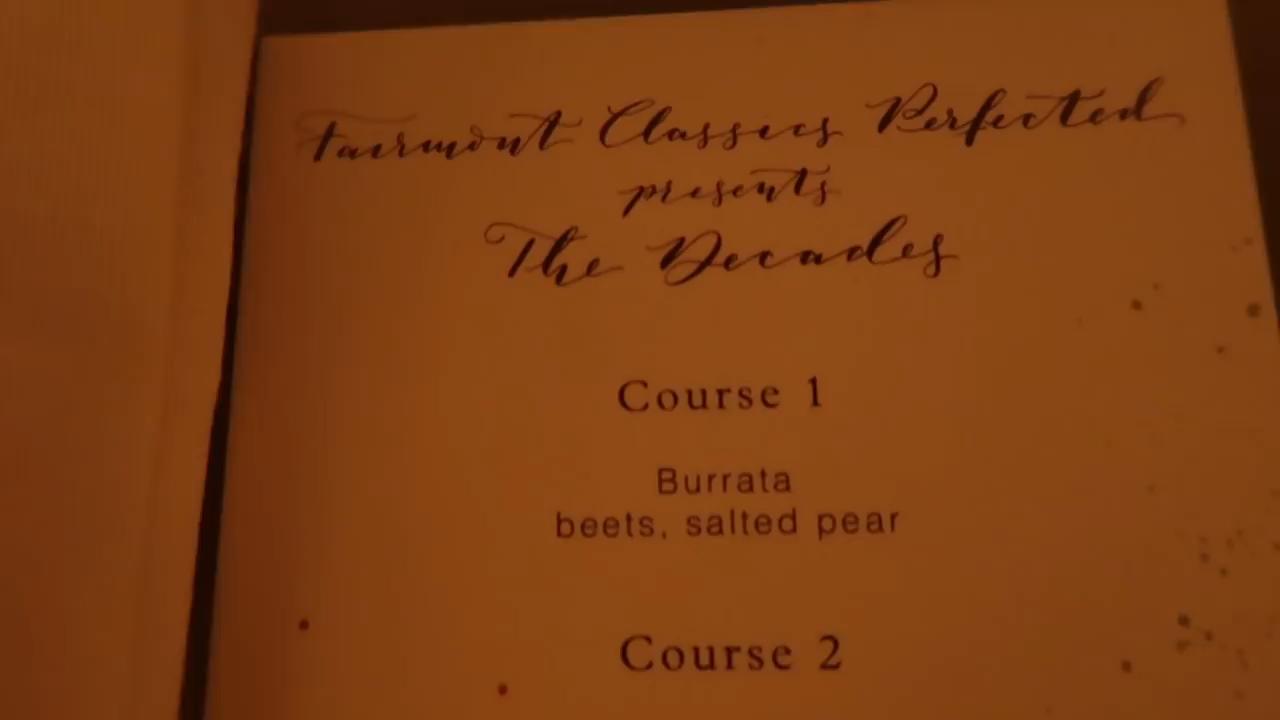 Fairmont Classics Perfected
presents
The Decades
Course 1
Burrata
beets, salted pear
Course 2